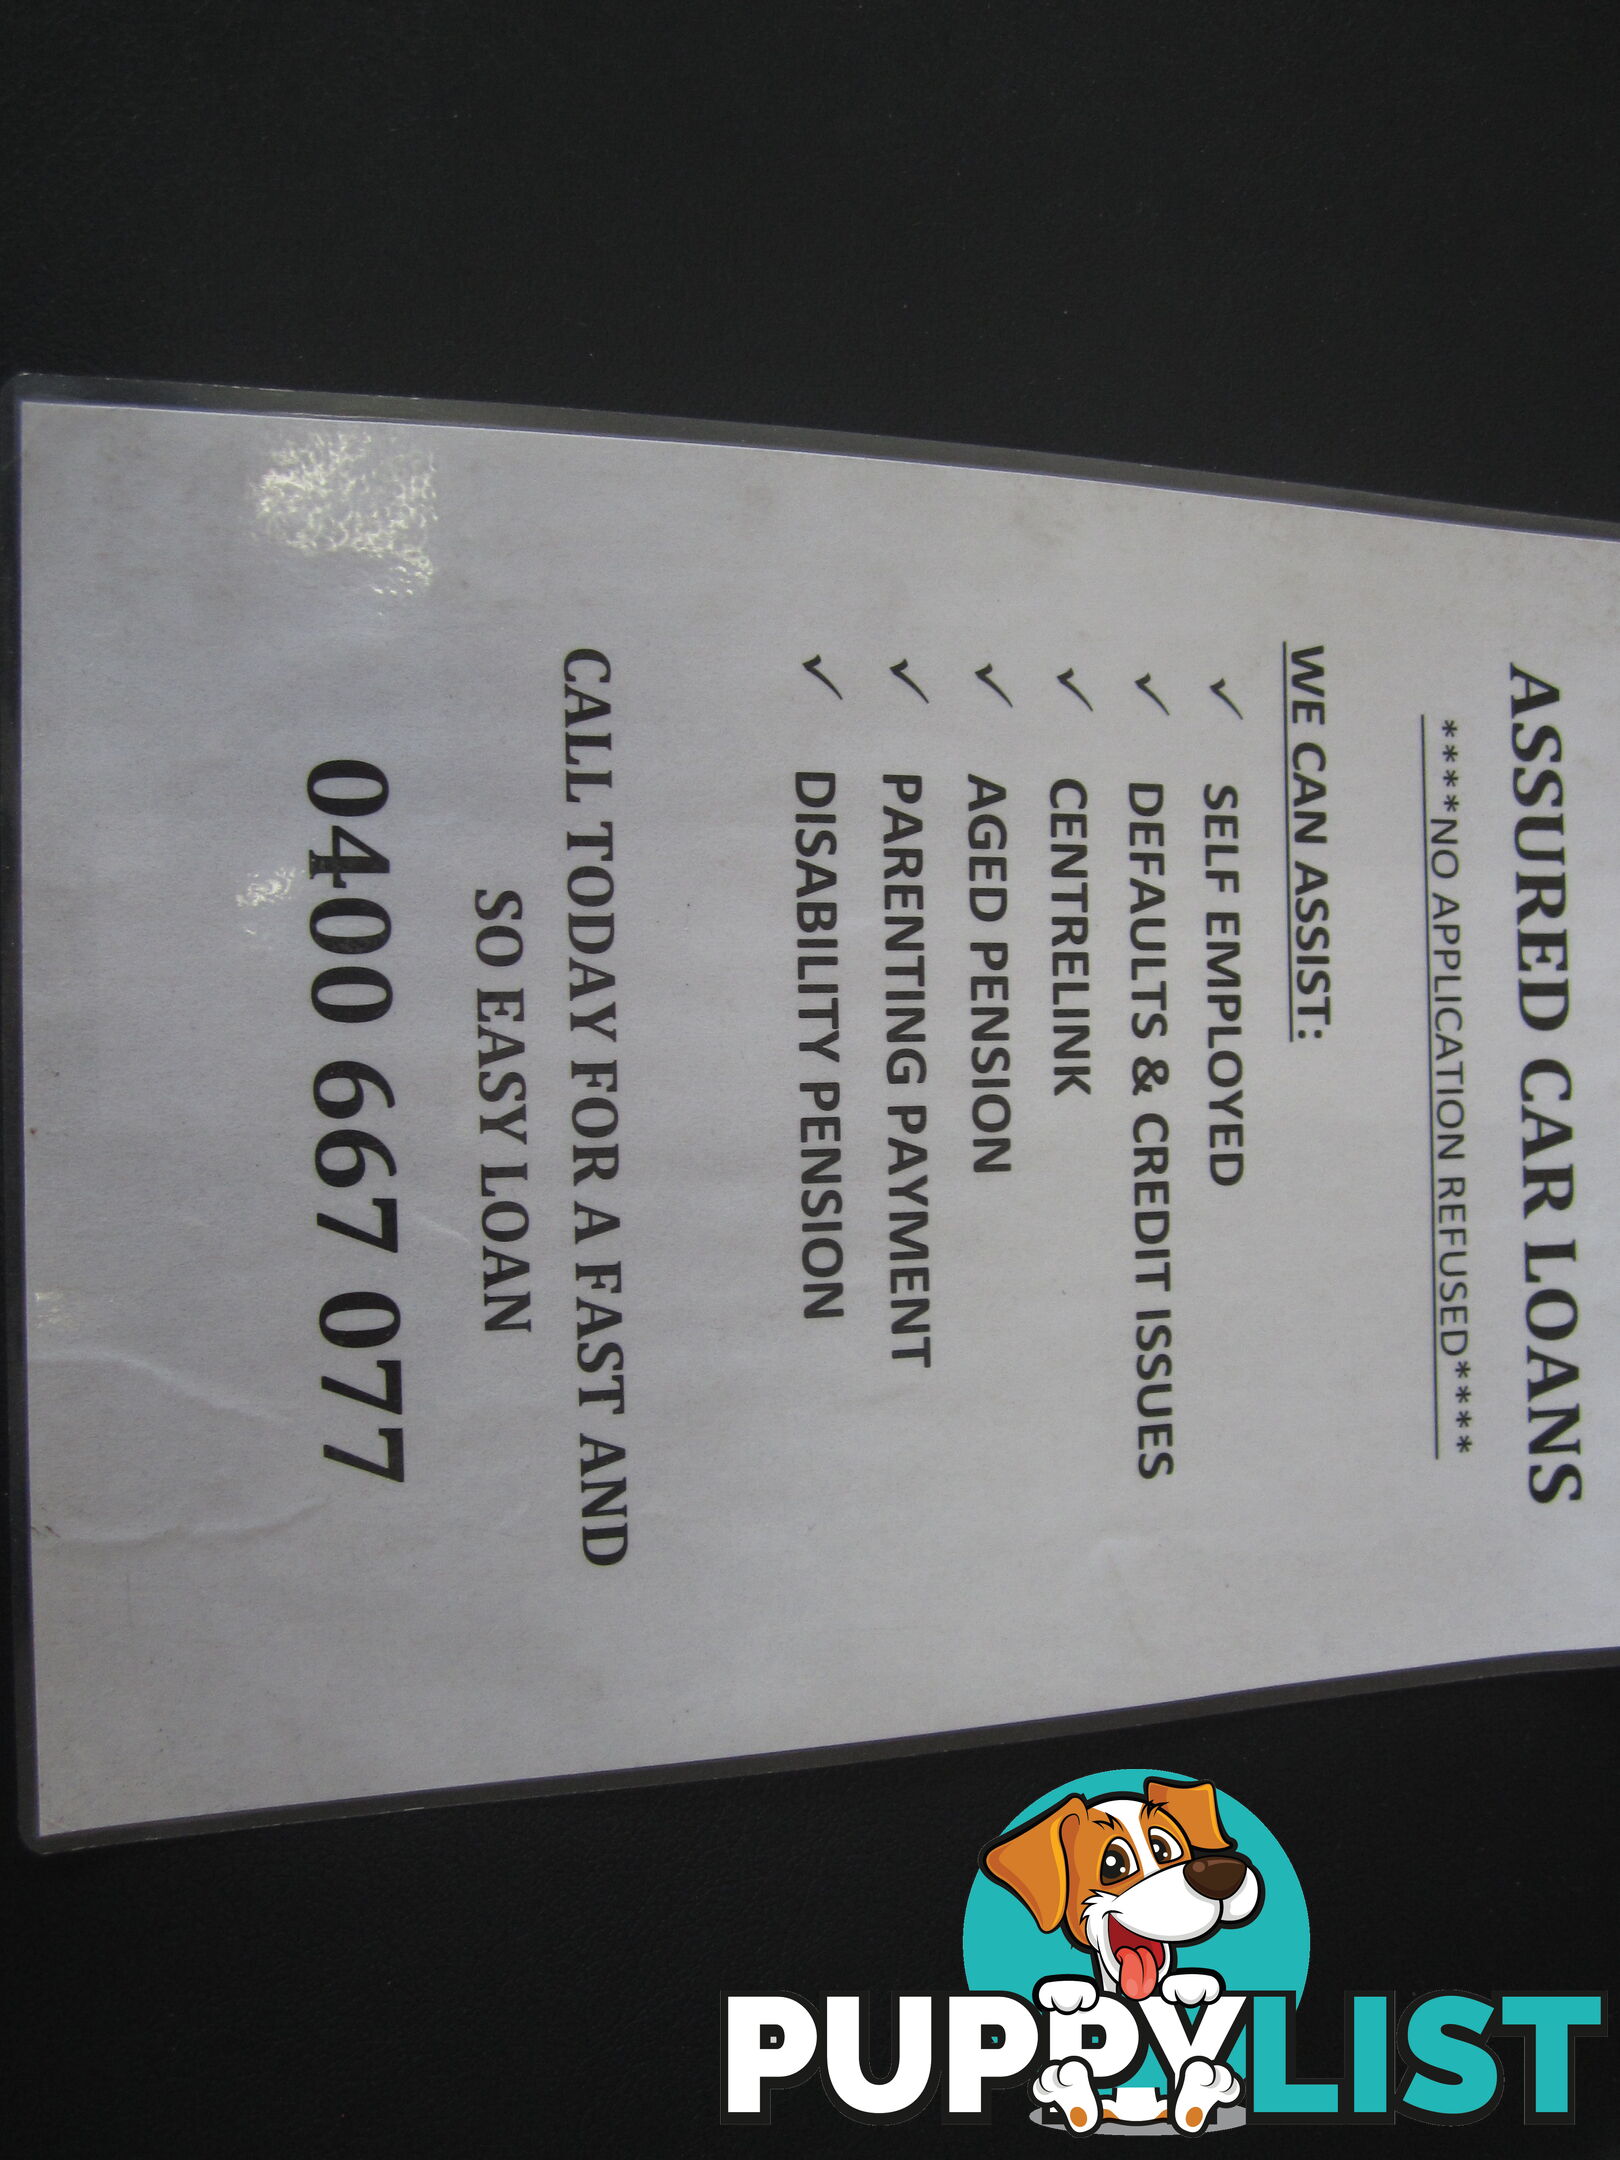 ASSURED CAR LOANS
****NO APPLICATION REFUSED****
WE CAN ASSIST:
✓ SELF EMPLOYED
✓ DEFAULTS & CREDIT ISSUES
✓ CENTRELINK
✓ AGED PENSION
✓ PARENTING PAYMENT
✓ DISABILITY PENSION
CALL TODAY FOR A FAST AND
SO EASY LOAN
0400 667 077
PUPPYLIST